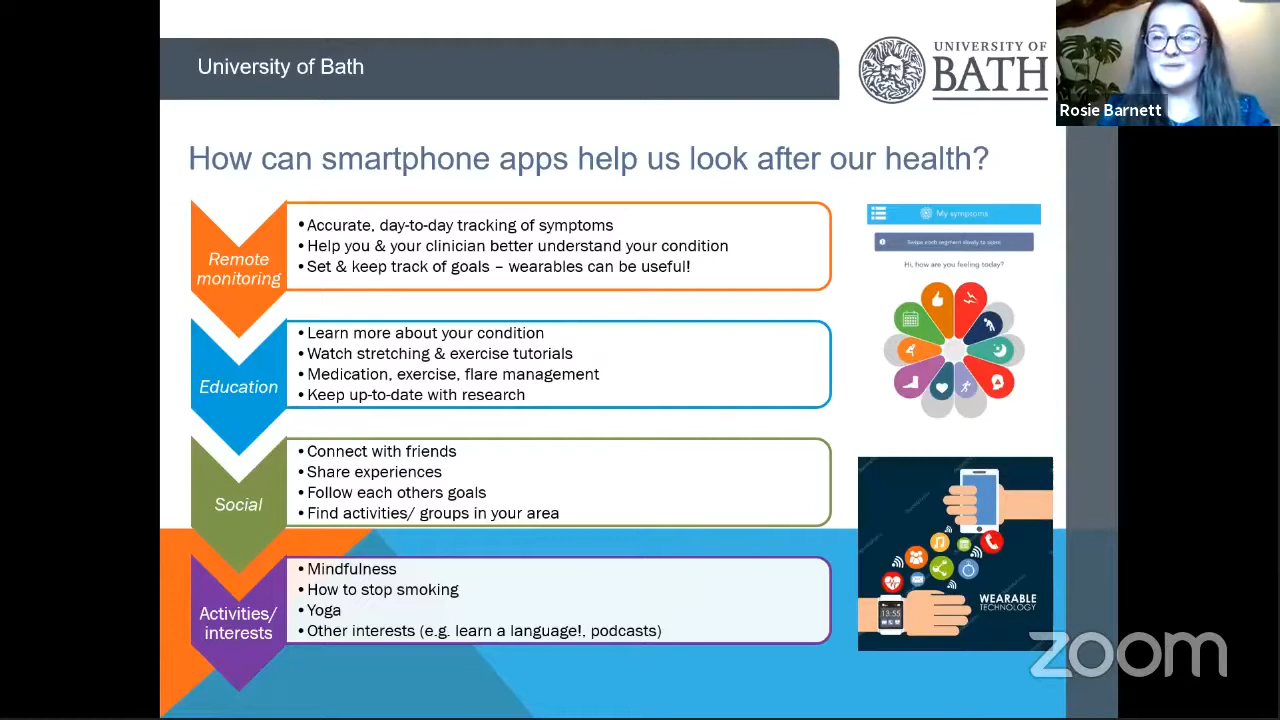 University of Bath
UNIVERSITY OF
BATH
Rosie Barnett
How can smartphone apps help us look after our health?
Remote
monitoring
• Accurate, day-to-day tracking of symptoms
• Help you & your clinician better understand your condition
• Set & keep track of goals – wearables can be useful!
My symptoms
Hi, how are you feeling today?
Education
• Learn more about your condition
• Watch stretching & exercise tutorials
• Medication, exercise, flare management
• Keep up-to-date with research
Social
• Connect with friends
• Share experiences
• Follow each others goals
• Find activities/ groups in your area
Activities/
interests
• Mindfulness
• How to stop smoking
• Yoga
• Other interests (e.g. learn a language!, podcasts)
13:55
WEARABLE
TECHNOLOGY
zoom